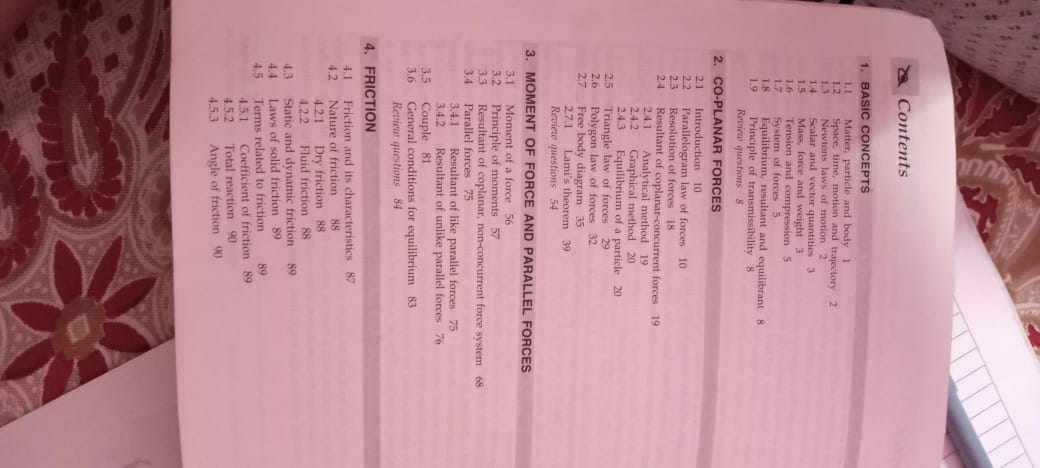 Contents
1. BASIC CONCEPTS
1.1 Matter, particle and body 1
1.2 Space, time, motion and trajectory 2
1.3 Newtons laws of motion 2
1.4 Scalar and vector quantities 3
1.5 Mass, force and weight 3
1.6 Tension and compression 5
1.7 System of forces 5
1.8 Equilibrium, resultant and equilibrant 8
1.9 Principle of transmissibility 8
Review questions 8
2. CO-PLANAR FORCES
2.1 Introduction 10
2.2 Parallelogram law of forces 10
2.3 Resolution of forces 18
2.4 Resultant of coplanar-concurrent forces 19
2.4.1 Analytical method 19
2.4.2 Graphical method 20
2.4.3 Equilibrium of a particle 20
2.5 Triangle law of forces 29
2.6 Polygon law of forces 32
2.7 Free body diagram 35
2.7.1 Lami's theorem 39
Review questions 54
3. MOMENT OF FORCE AND PARALLEL FORCES
3.1 Moment of a force 56
3.2 Principle of moments 57
3.3 Resultant of coplanar, non-concurrent force system 68
3.4 Parallel forces 75
3.4.1 Resultant of like parallel forces 75
3.4.2 Resultant of unlike parallel forces 76
3.5 Couple 81
3.6 General conditions for equilibrium 83
Review questions 84
4. FRICTION
4.1 Friction and its characteristics 87
4.2 Nature of friction 88
4.2.1 Dry friction 88
4.2.2 Fluid friction 88
4.3 Static and dynamic friction 89
4.4 Laws of solid friction 89
4.5 Terms related to friction 89
4.5.1 Coefficient of friction 89
4.5.2 Total reaction 90
4.5.3 Angle of friction 90